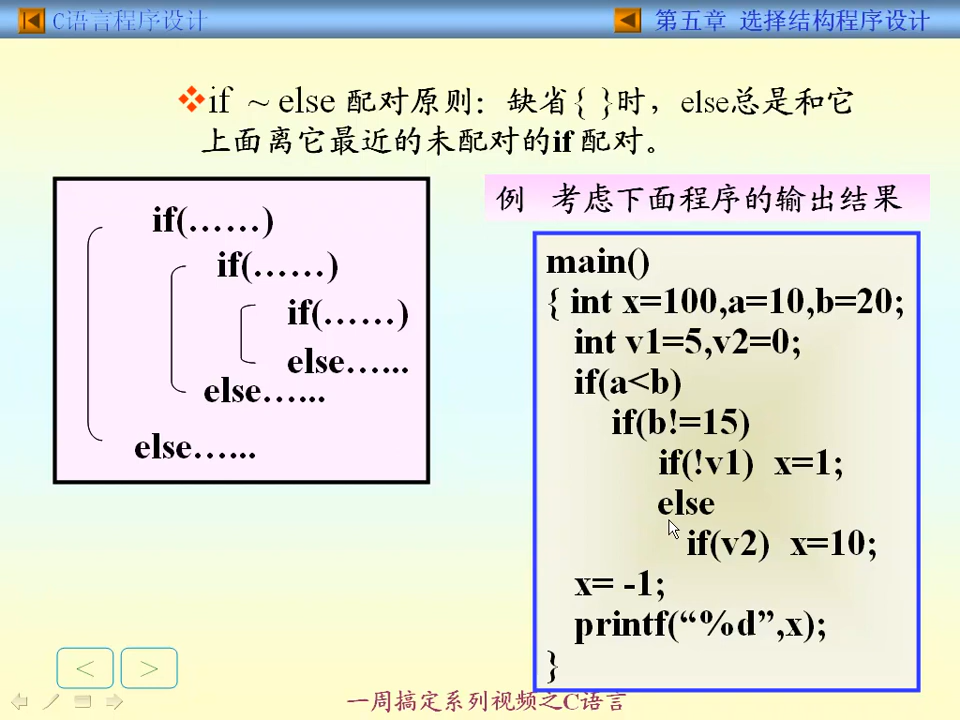 C语言程序设计
第五章 选择结构程序设计
if ~ else 配对原则：缺省{ }时，else总是和它
上面离它最近的未配对的if 配对。
if(……)
if(……)
if(……)
else…...
else…...
else…...
例 考虑下面程序的输出结果
main()
{ int x=100,a=10,b=20;
int v1=5,v2=0;
if(a<b)
if(b!=15)
if(!v1) x=1;
else
if(v2) x=10;
x= -1;
printf(“%d”,x);
}
< >
一周搞定系列视频之C语言